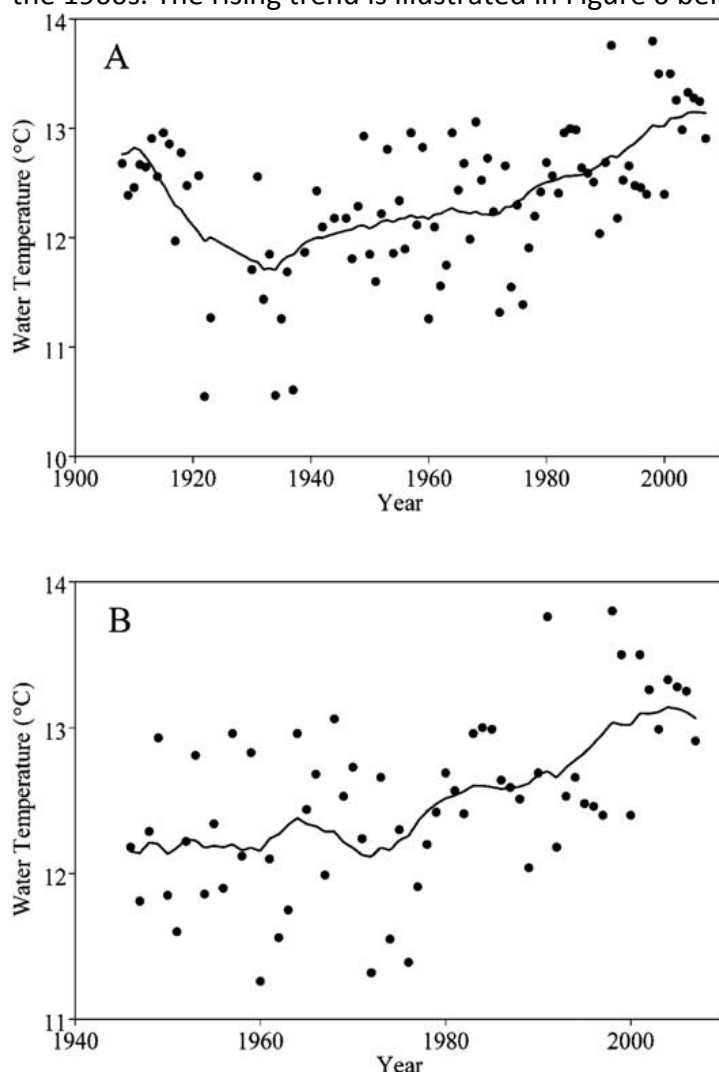 the 1960s. The rising trend is illustrated in Figure 6
14
A
13
Water Temperature (°C)
12
11
10
1900 1920 1940 1960 1980 2000
Year
14
B
13
Water Temperature (°C)
12
11
1940 1960 1980 2000
Year